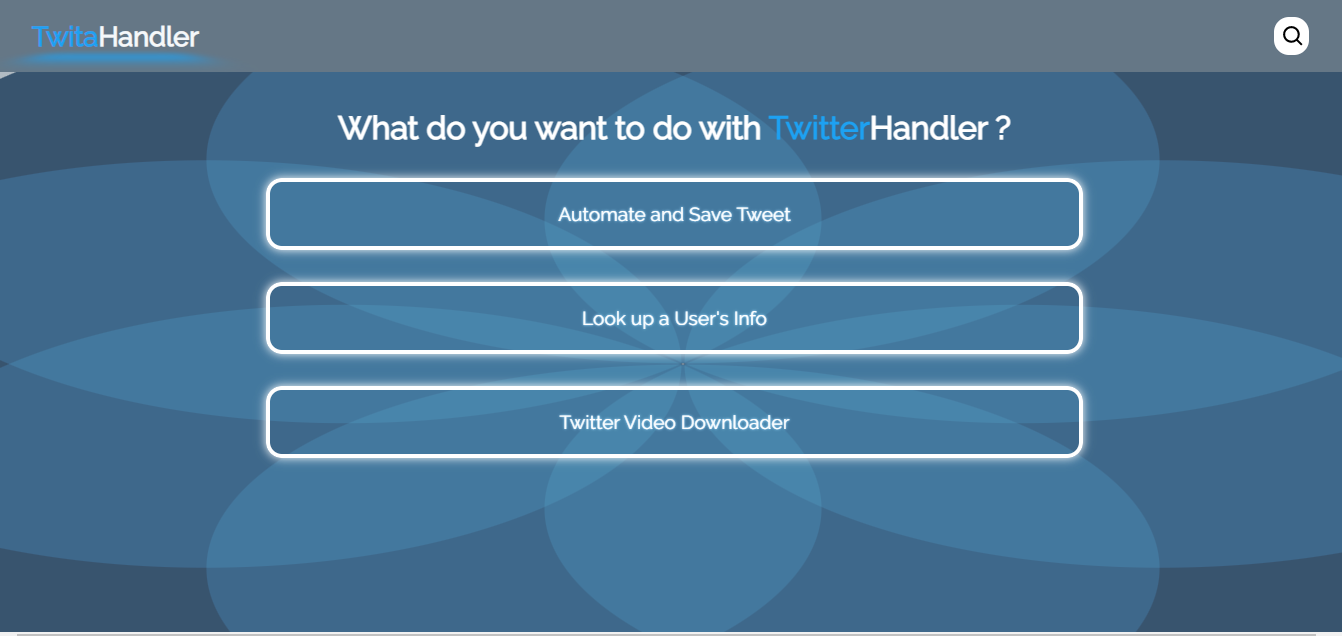 TwitaHandler
What do you want to do with TwitterHandler ?
Automate and Save Tweet
Look up a User's Info
Twitter Video Downloader